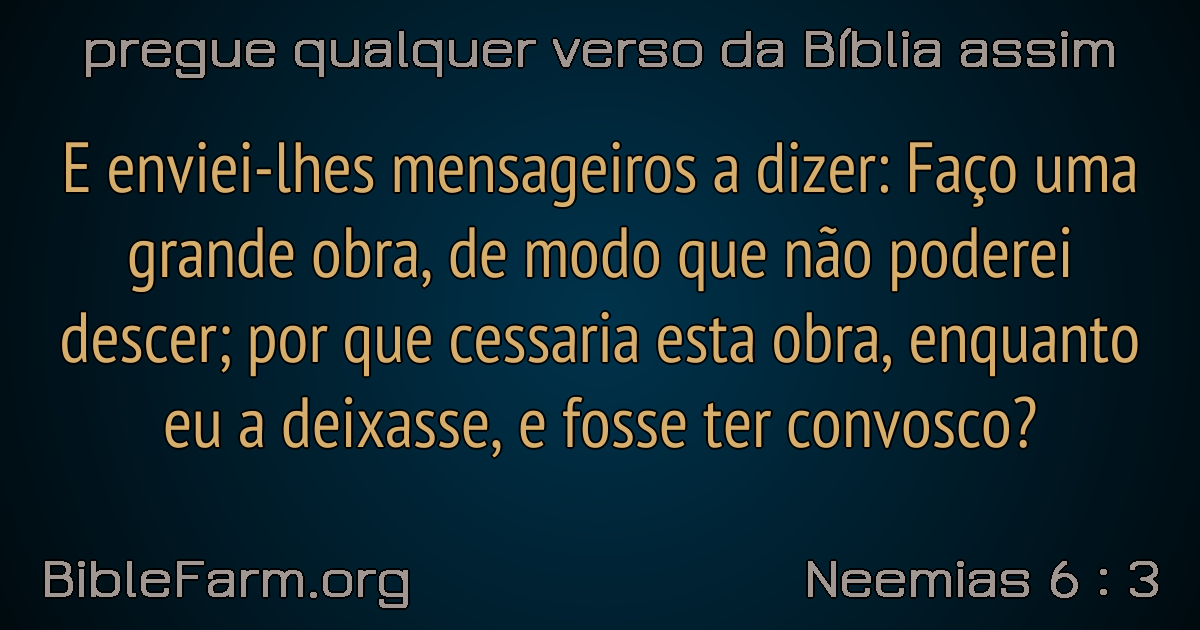 pregue qualquer verso da Bíblia assim
E enviei-lhes mensageiros a dizer: Faço uma
grande obra, de modo que não poderei
descer; por que cessaria esta obra, enquanto
eu a deixasse, e fosse ter convosco?
BibleFarm.org
Neemias 6 : 3